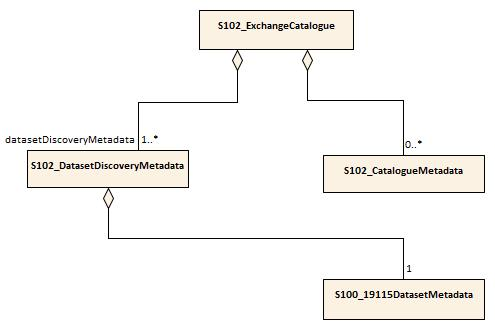 S102_ExchangeCatalogue
datasetDiscoveryMetadata 1..*
0..*
S102_DatasetDiscoveryMetadata
S102_CatalogueMetadata
1
S100_19115DatasetMetadata